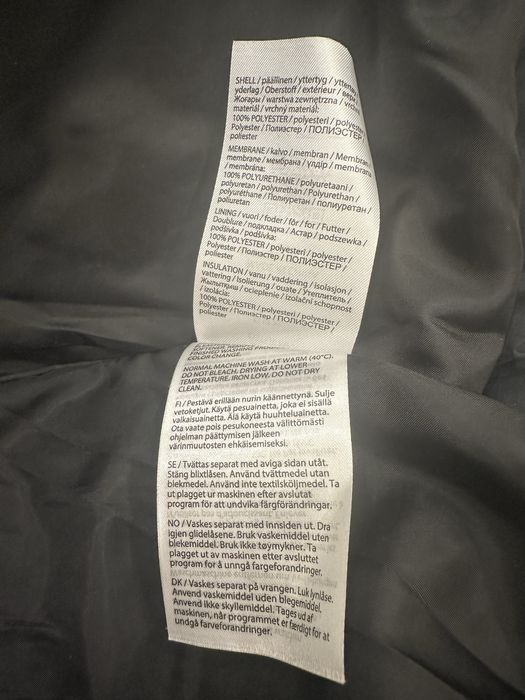 SHELL / päällinen / yttertyg /
yderlag / Oberstoff / extérieur /
Жоғары / warstwa zewnętrzna /
materiál / vrchný materiál:
100% POLYESTER / polyesteri / polyester
Polyester / Полиэстер / ПОЛИЭСТЕР /
poliester
MEMBRANE / kalvo / membran / Membran
membrane / мембрана / үлдір / membrana
/ membrána:
100% POLYURETHANE / polyuretaani /
polyuretan / polyurethan / Polyurethan /
polyuréthane / Полиуретан / полиуретан /
poliuretan
LINING / vuori / foder / fôr / for / Futter /
Doublure / подкладка / Астар / podszewka /
podšívka / podšívka:
100% POLYESTER / polyesteri / polyester /
Polyester / Полиэстер / ПОЛИЭСТЕР /
poliester
INSULATION / vanu / vaddering / isolasjon /
vattering / Isolierung / ouate / Утеплитель /
Жылытқыш / ocieplenie / izolační schopnost
/ izolácia:
100% POLYESTER / polyesteri / polyester /
Polyester / Полиэстер / ПОЛИЭСТЕР /
poliester
COLOR CHANGE.
NORMAL MACHINE WASH AT WARM (40°C).
DO NOT BLEACH. DRYING AT LOWER
TEMPERATURE. IRON LOW. DO NOT DRY
CLEAN.
FI / Pestävä erillään nurin käännettynä. Sulje
vetoketjut. Käytä pesuainetta, joka ei sisällä
valkaisuainetta. Älä käytä huuhteluainetta.
Ota vaate pois pesukoneesta välittömästi
ohjelman päättymisen jälkeen
värinmuutosten ehkäisemiseksi.
SE / Tvättas separat med aviga sidan utåt.
Stäng blixtlåsen. Använd tvättmedel utan
blekmedel. Använd inte textilsköljmedel. Ta
ut plagget ur maskinen efter avslutat
program för att undvika färgförändringar.
NO / Vaskes separat med innsiden ut. Dra
igjen glidelåsene. Bruk vaskemiddel uten
blekemiddel. Bruk ikke tøymykner. Ta
plagget ut av maskinen etter avsluttet
program for å unngå fargeforandringer.
DK / Vaskes separat på vrangen. Luk lynlåse.
Anvend vaskemiddel uden blegemiddel.
Anvend ikke skyllemiddel. Tages ud af
maskinen, når programmet er færdigt for at
undgå farveforandringer.